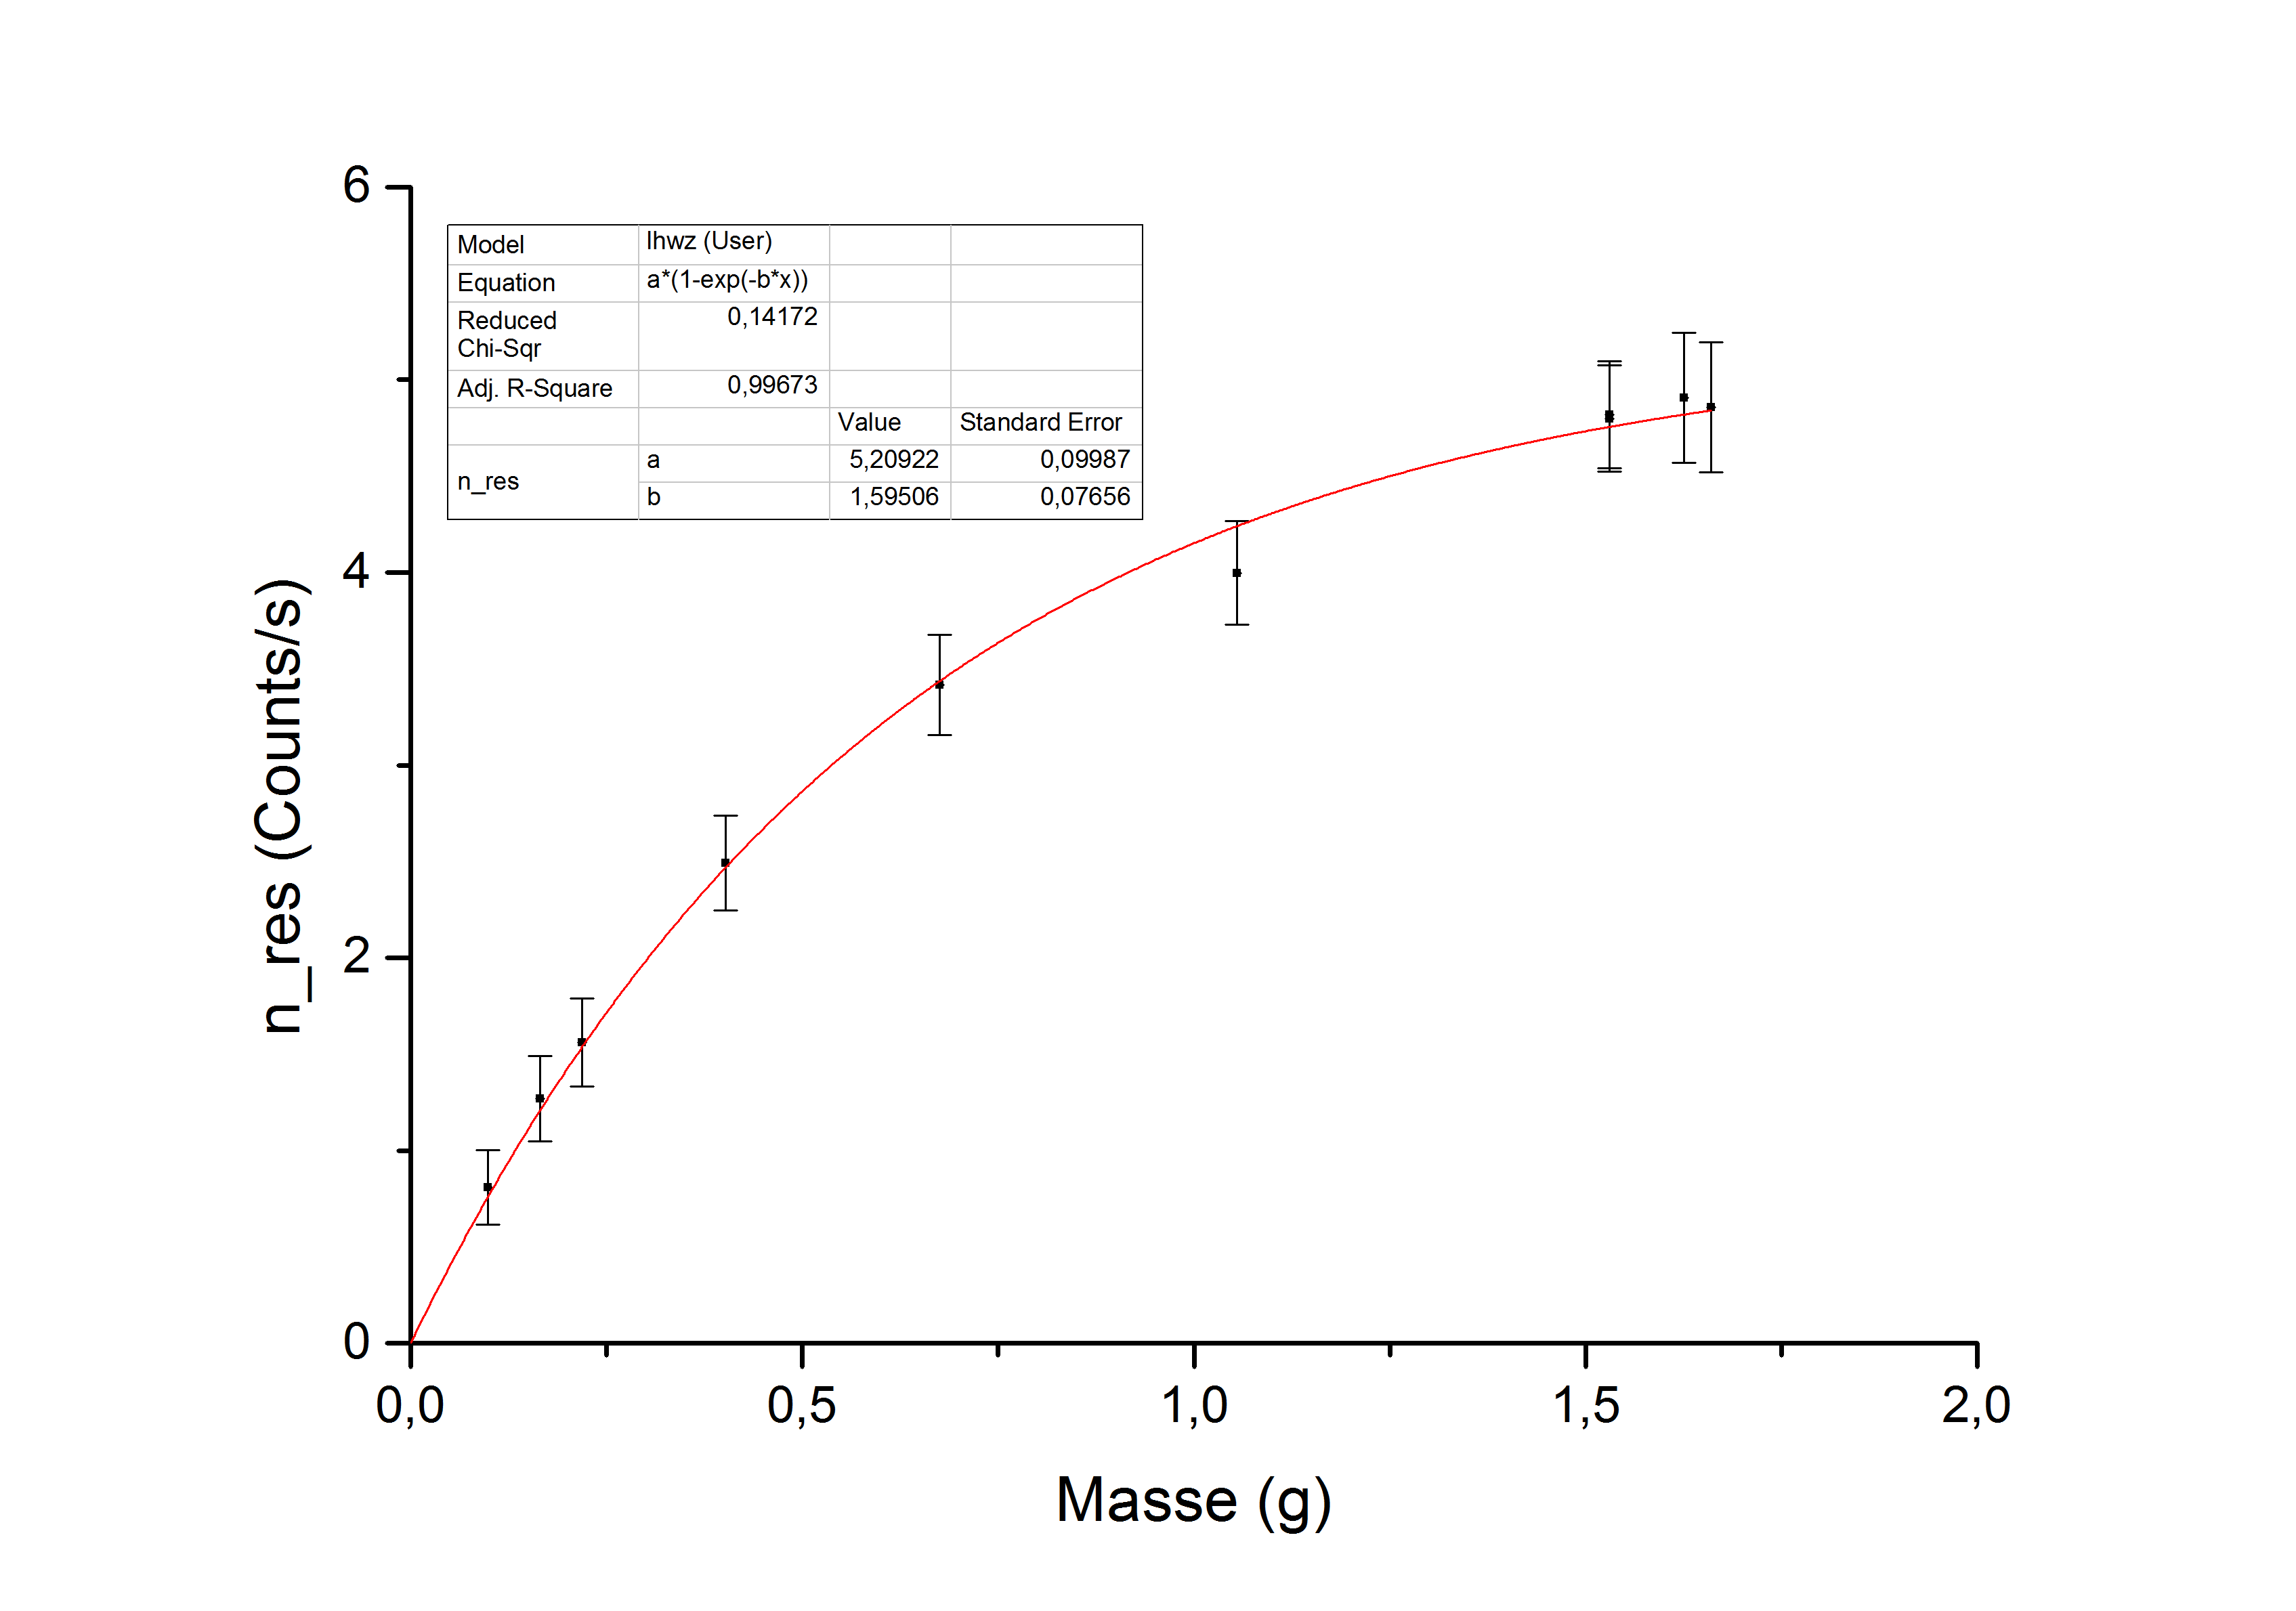 6
4
2
0
n_res (Counts/s)
Model lhwz (User)
Equation a*(1-exp(-b*x))
Reduced 0,14172
Chi-Sqr
Adj. R-Square 0,99673
Value Standard Error
n_res
a 5,20922 0,09987
b 1,59506 0,07656
0,0 0,5 1,0 1,5 2,0
Masse (g)